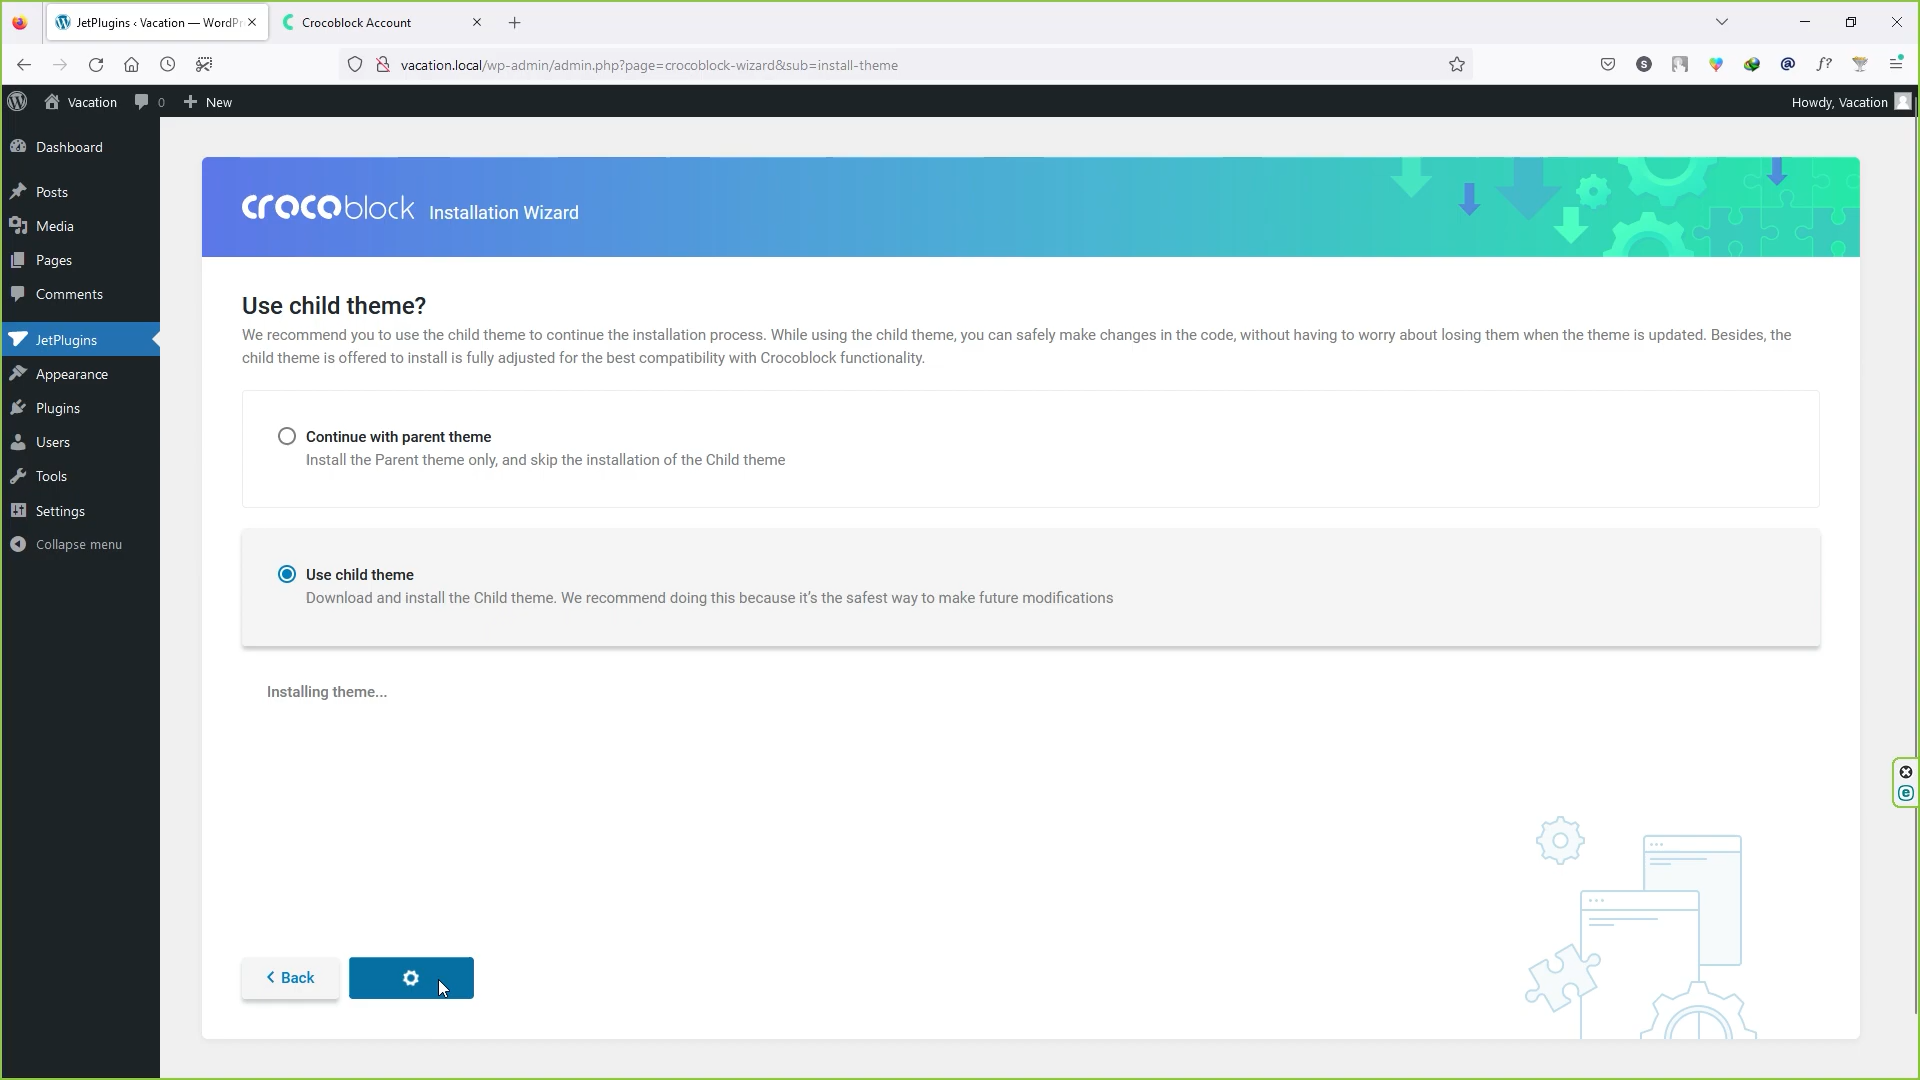 JetPlugins ‹ Vacation — WordPr
Crocoblock Account
vacation.local/wp-admin/admin.php?page=crocoblock-wizard&sub=install-theme
S
f?
Vacation
0
New
Howdy, Vacation
Dashboard
Posts
Media
Pages
Comments
JetPlugins
Appearance
Plugins
Users
Tools
Settings
Collapse menu
crocoblock Installation Wizard
Use child theme?
We recommend you to use the child theme to continue the installation process. While using the child theme, you can safely make changes in the code, without having to worry about losing them when the theme is updated. Besides, the
child theme is offered to install is fully adjusted for the best compatibility with Crocoblock functionality.
Continue with parent theme
Install the Parent theme only, and skip the installation of the Child theme
Use child theme
Download and install the Child theme. We recommend doing this because it's the safest way to make future modifications
Installing theme...
Back